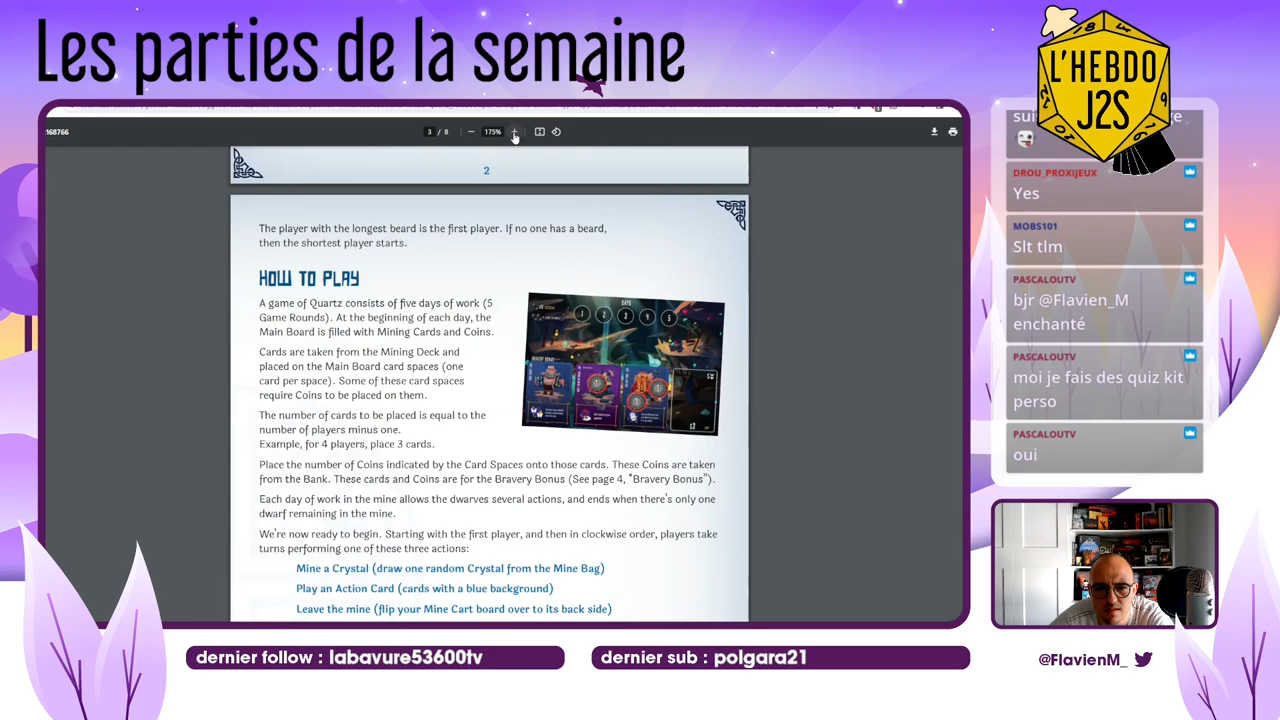 Les parties de la semaine
L'HEBDO
J2S
168766
3 / 8
175%
2
The player with the longest beard is the first player. If no one has a beard,
then the shortest player starts.
HOW TO PLAY
A game of Quartz consists of five days of work (5
Game Rounds). At the beginning of each day, the
Main Board is filled with Mining Cards and Coins.
Cards are taken from the Mining Deck and
placed on the Main Board card spaces (one
card per space). Some of these card spaces
require Coins to be placed on them.
The number of cards to be placed is equal to the
number of players minus one.
Example, for 4 players, place 3 cards.
DAYS
1 2 3 4 5
Place the number of Coins indicated by the Card Spaces onto those cards. These Coins are taken
from the Bank. These cards and Coins are for the Bravery Bonus (See page 4, "Bravery Bonus").
Each day of work in the mine allows the dwarves several actions, and ends when there's only one
dwarf remaining in the mine.
We're now ready to begin. Starting with the first player, and then in clockwise order, players take
turns performing one of these three actions:
Mine a Crystal (draw one random Crystal from the Mine Bag)
Play an Action Card (cards with a blue background)
Leave the mine (flip your Mine Cart board over to its back side)
DROU_PROXIJEUX
Yes
MOBS101
Slt tlm
PASCALOUTV
bjr @Flavien_M
enchanté
PASCALOUTV
moi je fais des quiz kit
perso
PASCALOUTV
oui
dernier follow : labavure53600tv
dernier sub : polgara21
@FlavienM_